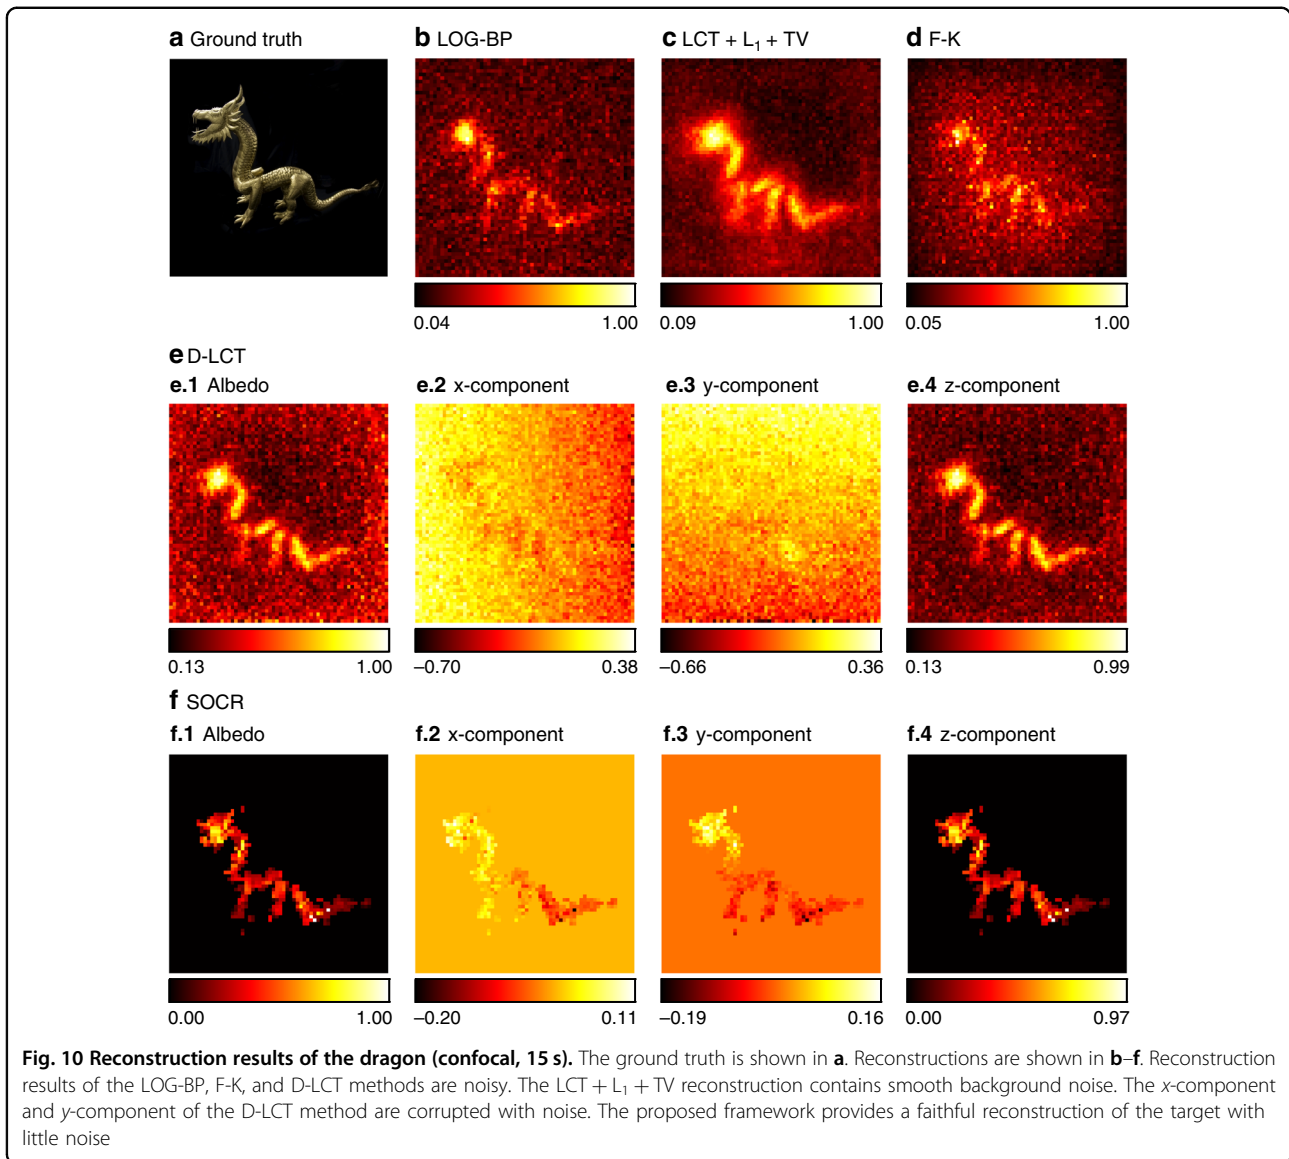 a Ground truth
b LOG-BP
c LCT + L₁ + TV
d F-K
0.04 1.00
0.09 1.00
0.05 1.00
e D-LCT
e.1 Albedo
e.2 x-component
e.3 y-component
e.4 z-component
0.13 1.00
−0.70 0.38
−0.66 0.36
0.13 0.99
f SOCR
f.1 Albedo
f.2 x-component
f.3 y-component
f.4 z-component
0.00 1.00
−0.20 0.11
−0.19 0.16
0.00 0.97
Fig. 10 Reconstruction results of the dragon (confocal, 15 s). The ground truth is shown in a. Reconstructions are shown in b–f. Reconstruction
results of the LOG-BP, F-K, and D-LCT methods are noisy. The LCT + L₁ + TV reconstruction contains smooth background noise. The x-component
and y-component of the D-LCT method are corrupted with noise. The proposed framework provides a faithful reconstruction of the target with
little noise